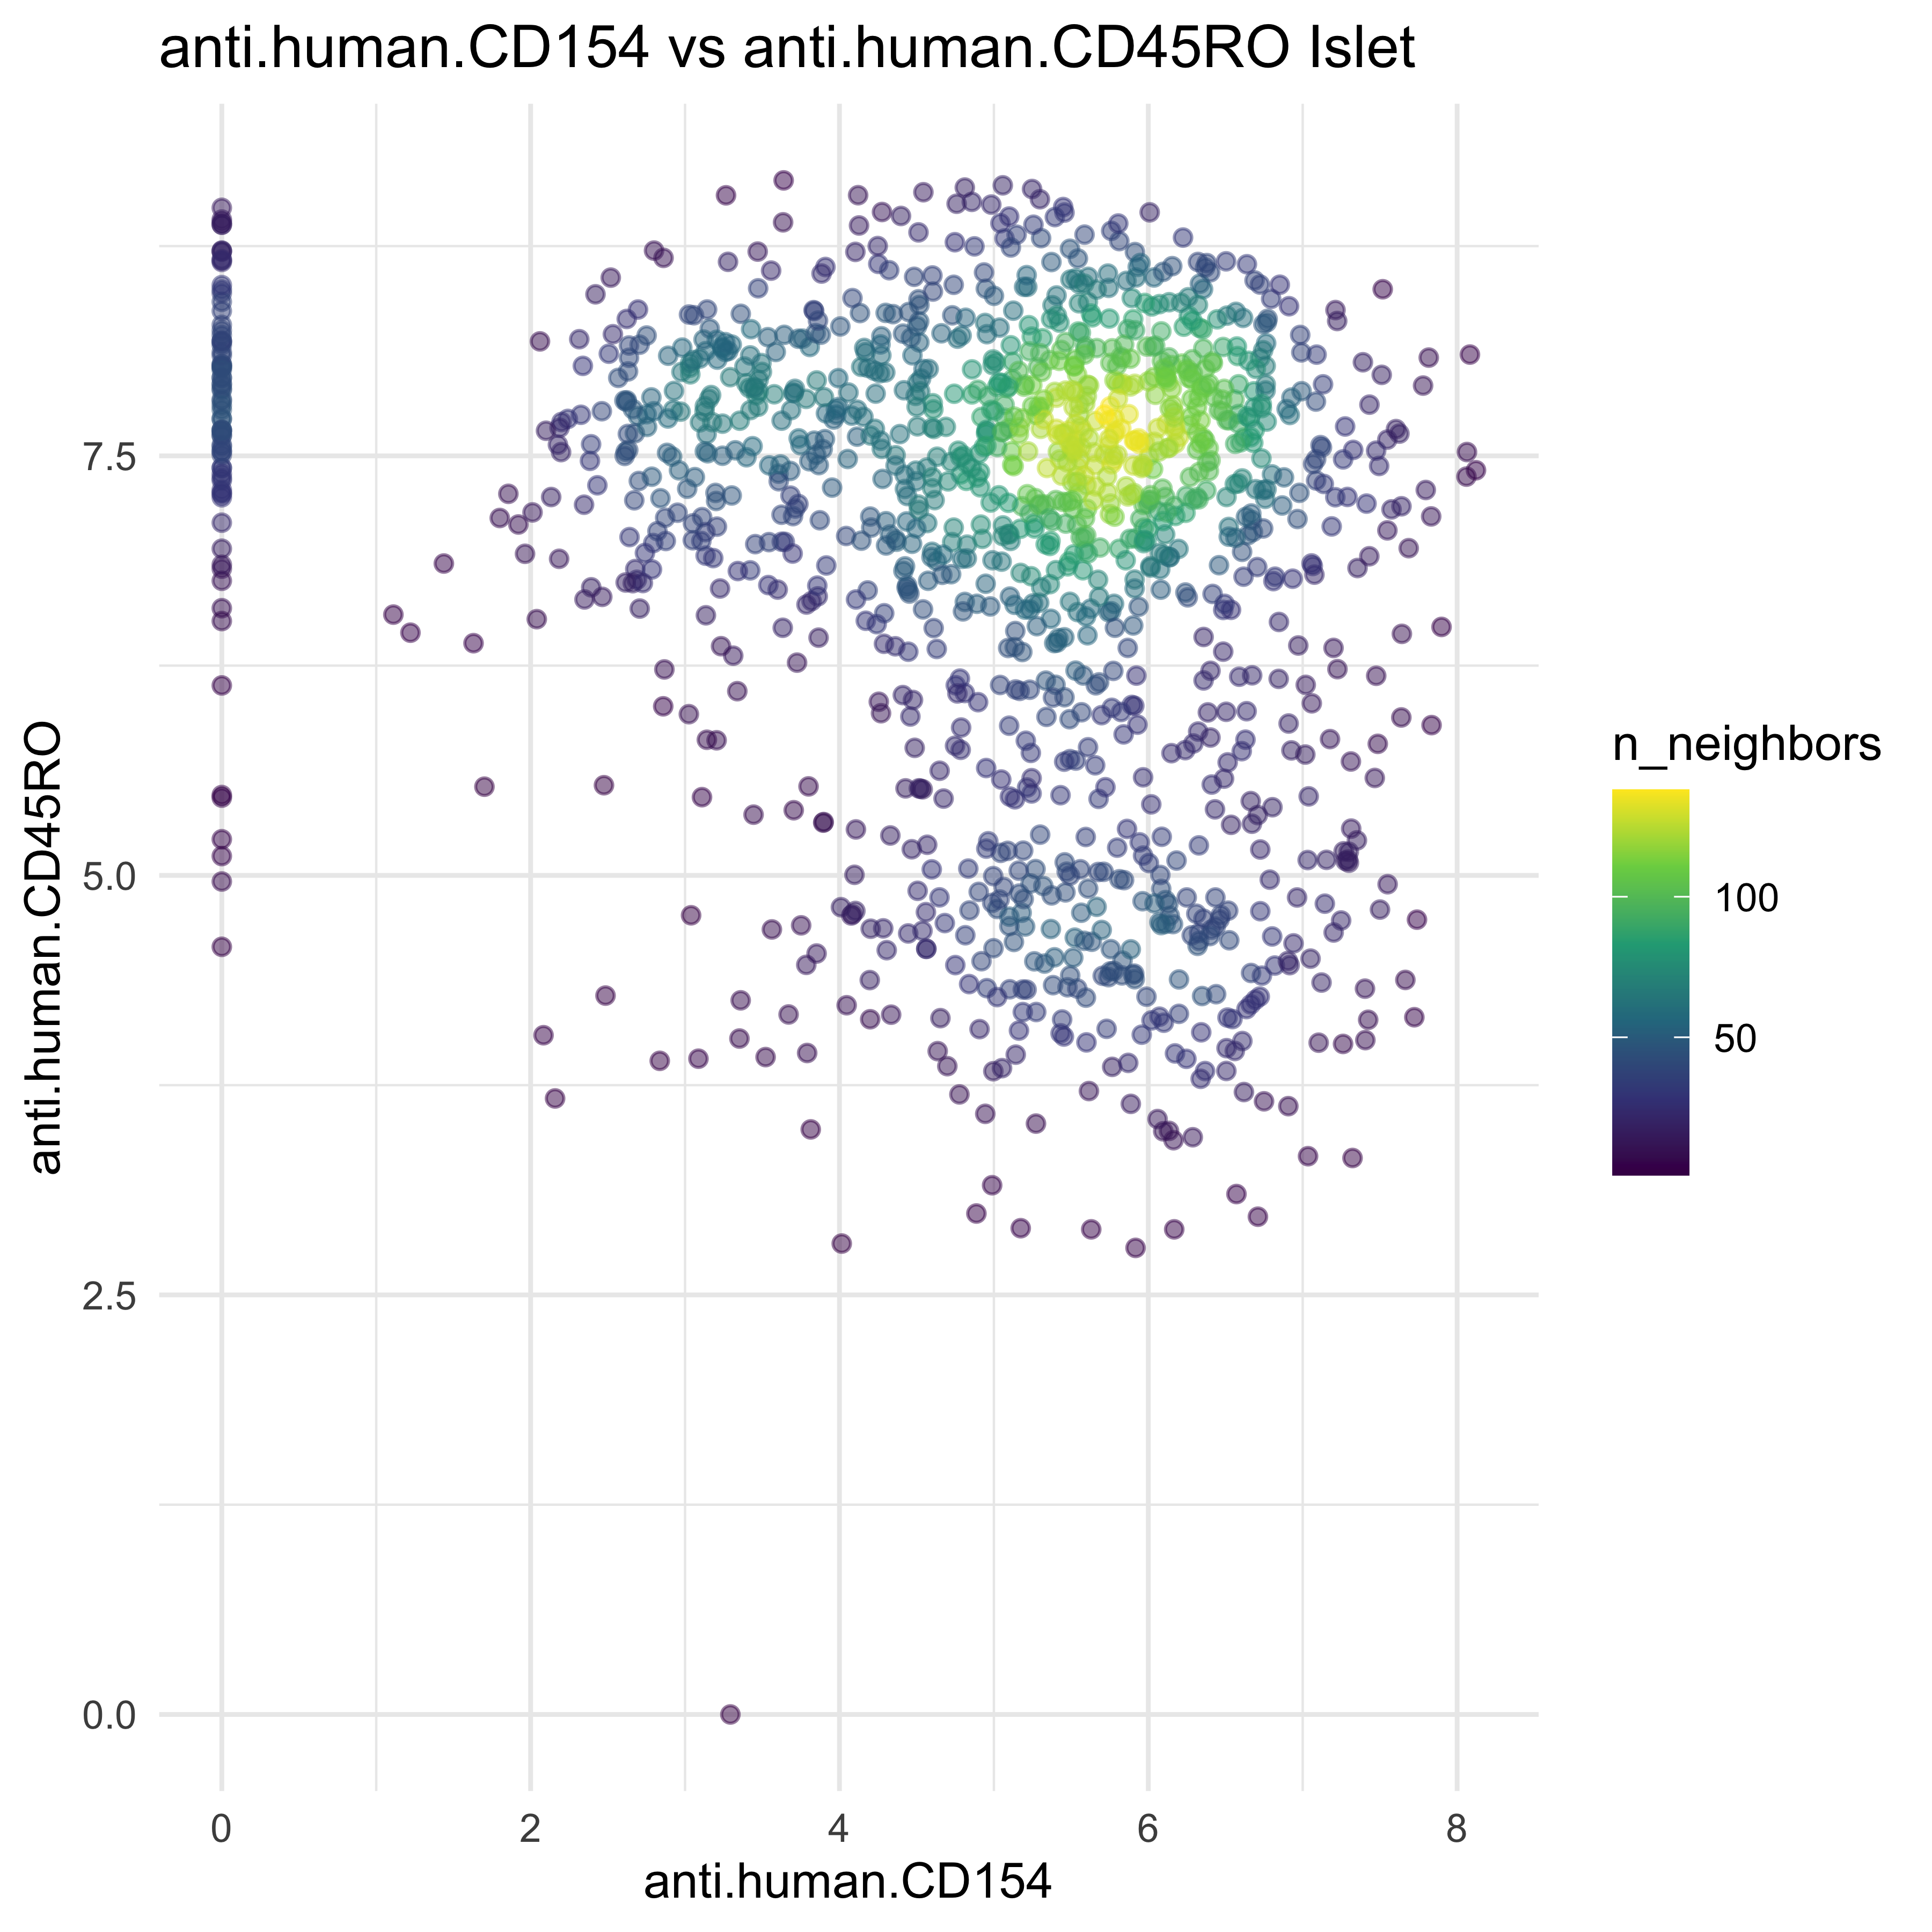 anti.human.CD154 vs anti.human.CD45RO Islet
anti.human.CD45RO
7.5
5.0
2.5
0.0
0 2 4 6 8
anti.human.CD154
n_neighbors
100
50